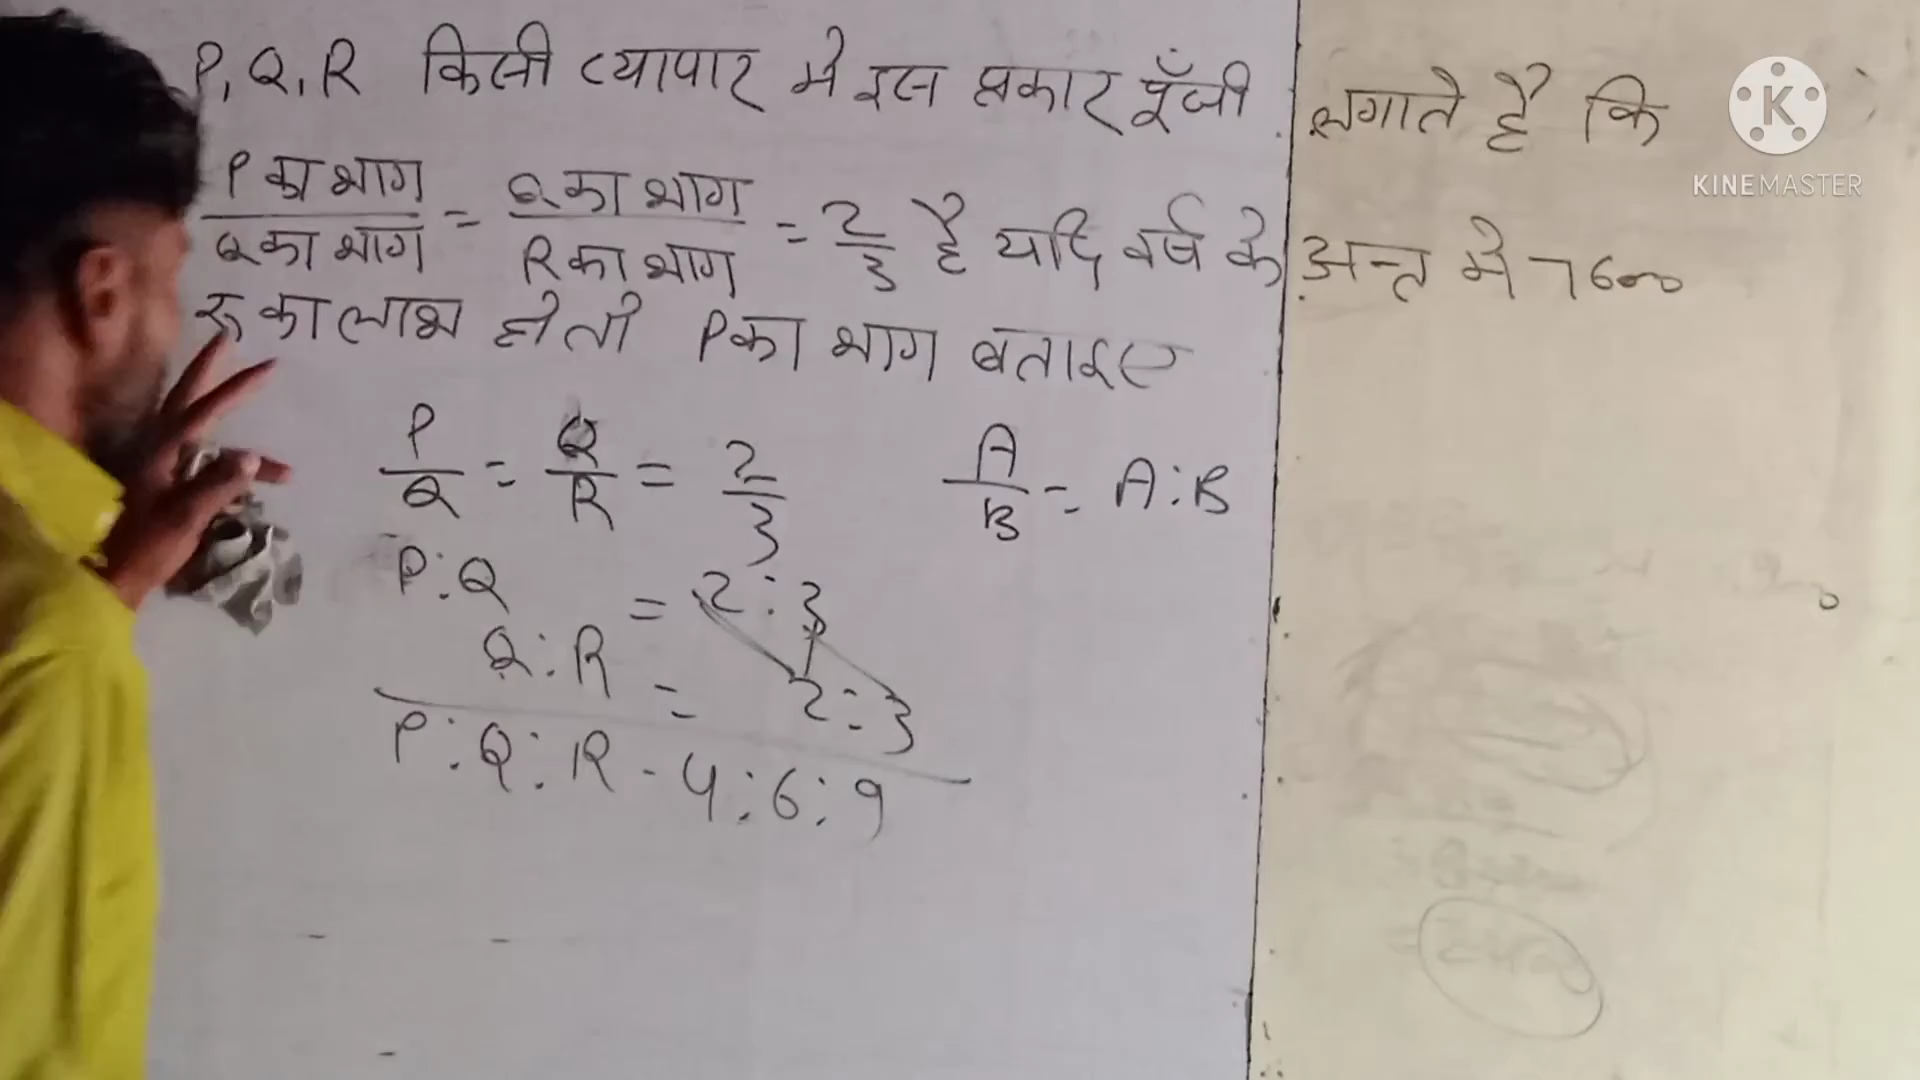 P, Q, R किसी व्यापार मे इस प्रकार पूँजी लगाते है कि
P का भाग / Q का भाग = Q का भाग / R का भाग = 2/3 है यदि वर्ष के अन्त मे 7600
रू का लाभ हो तो P का भाग बताइए
P/Q = Q/R = 2/3 A/B = A:B
P:Q = 2:3
Q:R = 2:3
P:Q:R - 4:6:9
K
KINEMASTER